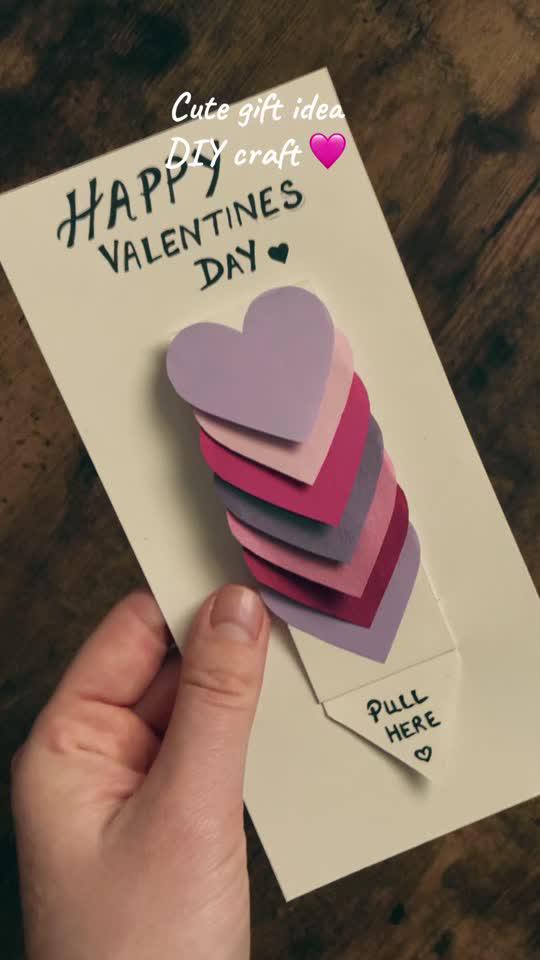 Cute gift idea
DIY craft 🩷
HAPPY
VALENTINES
DAY ♥
PULL
HERE
♡